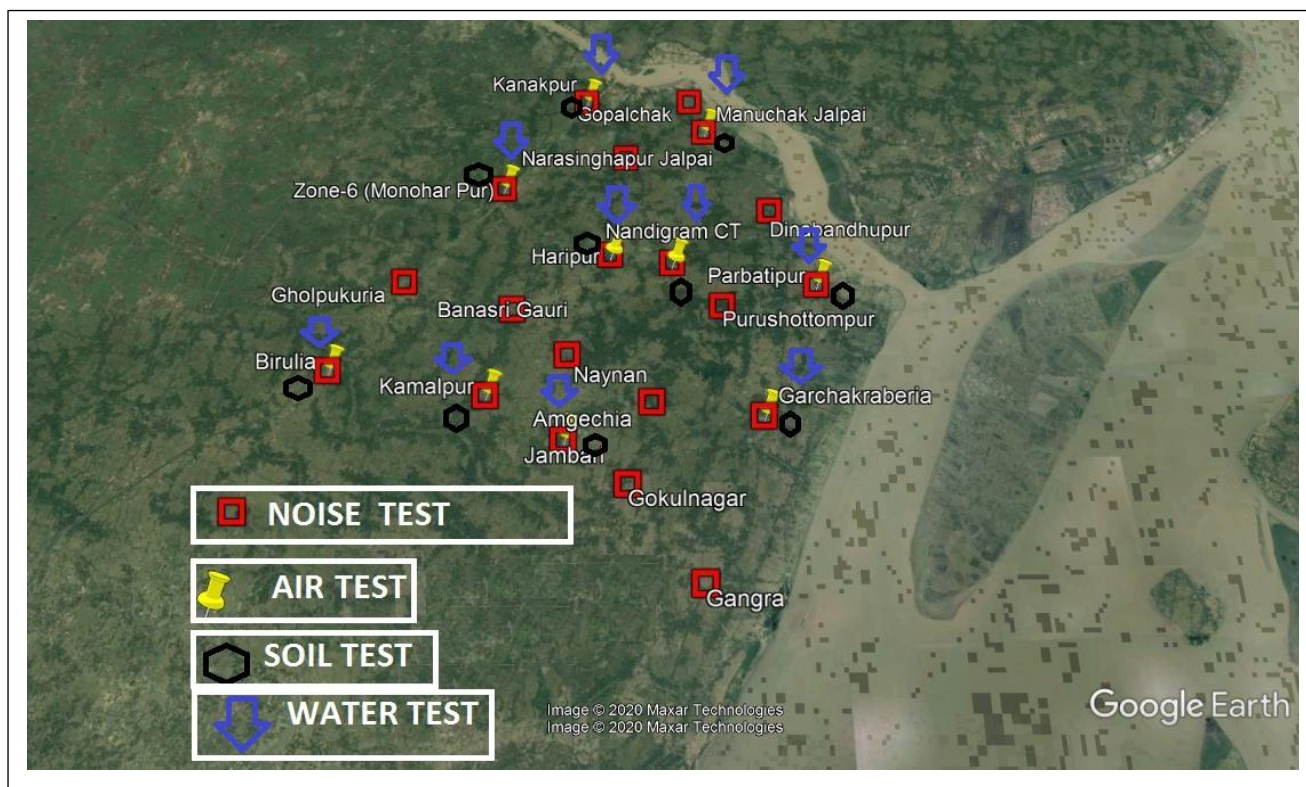 Kanakpur
Gopalchak
Manuchak Jalpai
Narasinghapur Jalpai
Zone-6 (Monohar Pur)
Nandigram CT
Dinabandhupur
Haripur
Parbatipur
Gholpukuria
Banasri Gauri
Purushottompur
Birulia
Kamalpur
Naynan
Garchakraberia
Amgechia
Gokulnagar
NOISE TEST
Gangra
AIR TEST
SOIL TEST
WATER TEST
Image © 2020 Maxar Technologies
Image © 2020 Maxar Technologies
Google Earth